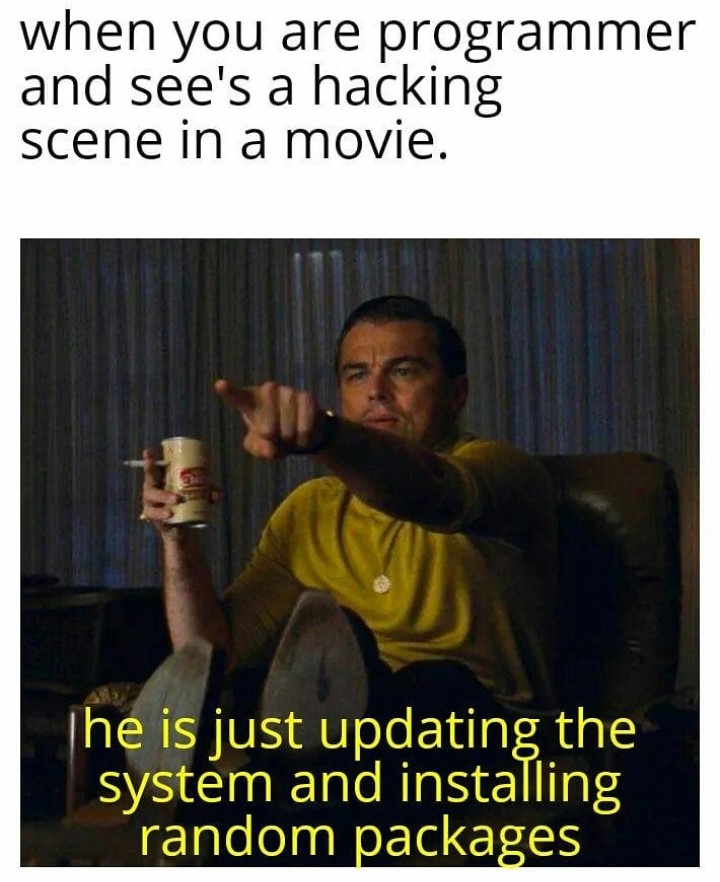 when you are programmer
and see's a hacking
scene in a movie.
he is just updating the
system and installing
random packages